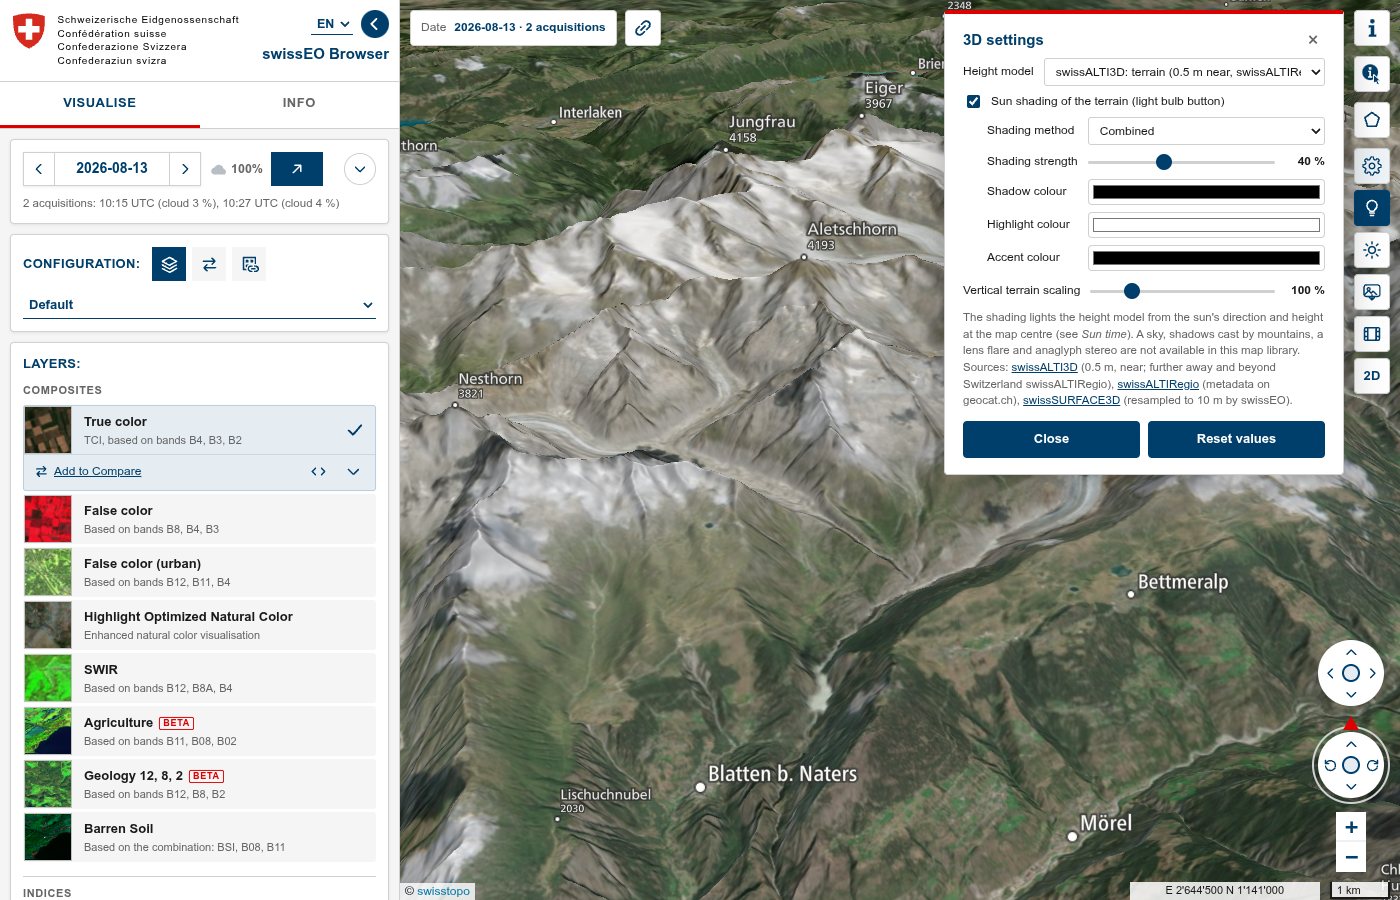 Schweizerische Eidgenossenschaft
Confédération suisse
Confederazione Svizzera
Confederaziun svizra
EN
swissEO Browser
VISUALISE
INFO
2026-08-13
100%
2 acquisitions: 10:15 UTC (cloud 3 %), 10:27 UTC (cloud 4 %)
CONFIGURATION:
Default
LAYERS:
COMPOSITES
True color
TCI, based on bands B4, B3, B2
Add to Compare
False color
Based on bands B8, B4, B3
False color (urban)
Based on bands B12, B11, B4
Highlight Optimized Natural Color
Enhanced natural color visualisation
SWIR
Based on bands B12, B8A, B4
Agriculture BETA
Based on bands B11, B08, B02
Geology 12, 8, 2 BETA
Based on bands B12, B8, B2
Barren Soil
Based on the combination: BSI, B08, B11
INDICES
Date 2026-08-13 · 2 acquisitions
2348
Brien
Interlaken
Eiger
3967
Jungfrau
4158
thorn
Aletschhorn
4193
Nesthorn
3821
Bettmeralp
Blatten b. Naters
Lischuchnubel
2030
Mörel
Chl
© swisstopo
E 2'644'500 N 1'141'000
1 km
3D settings
Height model
swissALTI3D: terrain (0.5 m near, swissALTIRe
Sun shading of the terrain (light bulb button)
Shading method
Combined
Shading strength
40 %
Shadow colour
Highlight colour
Accent colour
Vertical terrain scaling
100 %
The shading lights the height model from the sun's direction and height
at the map centre (see Sun time). A sky, shadows cast by mountains, a
lens flare and anaglyph stereo are not available in this map library.
Sources: swissALTI3D (0.5 m, near; further away and beyond
Switzerland swissALTIRegio), swissALTIRegio (metadata on
geocat.ch), swissSURFACE3D (resampled to 10 m by swissEO).
Close
Reset values
2D